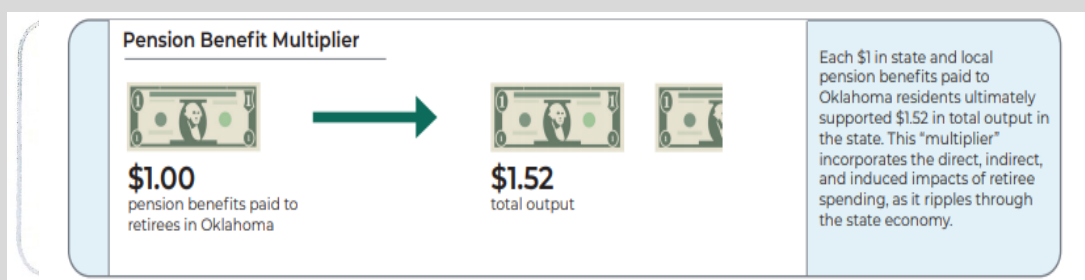 Pension Benefit Multiplier
$1.00
pension benefits paid to
retirees in Oklahoma
$1.52
total output
Each $1 in state and local
pension benefits paid to
Oklahoma residents ultimately
supported $1.52 in total output in
the state. This “multiplier”
incorporates the direct, indirect,
and induced impacts of retiree
spending, as it ripples through
the state economy.